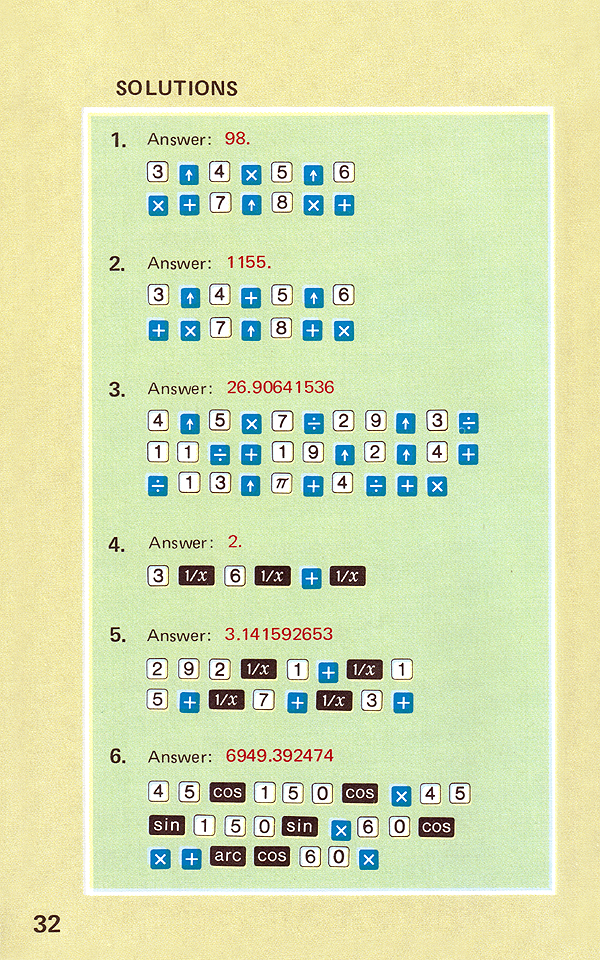 SOLUTIONS
1. Answer: 98.
3 ↑ 4 × 5 ↑ 6
× + 7 ↑ 8 × +
2. Answer: 1155.
3 ↑ 4 + 5 ↑ 6
+ × 7 ↑ 8 + ×
3. Answer: 26.90641536
4 ↑ 5 × 7 ÷ 2 9 ↑ 3 ÷
1 1 ÷ + 1 9 ↑ 2 ↑ 4 +
÷ 1 3 ↑ π + 4 ÷ + ×
4. Answer: 2.
3 1/x 6 1/x + 1/x
5. Answer: 3.141592653
2 9 2 1/x 1 + 1/x 1
5 + 1/x 7 + 1/x 3 +
6. Answer: 6949.392474
4 5 cos 1 5 0 cos × 4 5
sin 1 5 0 sin × 6 0 cos
× + arc cos 6 0 ×
32